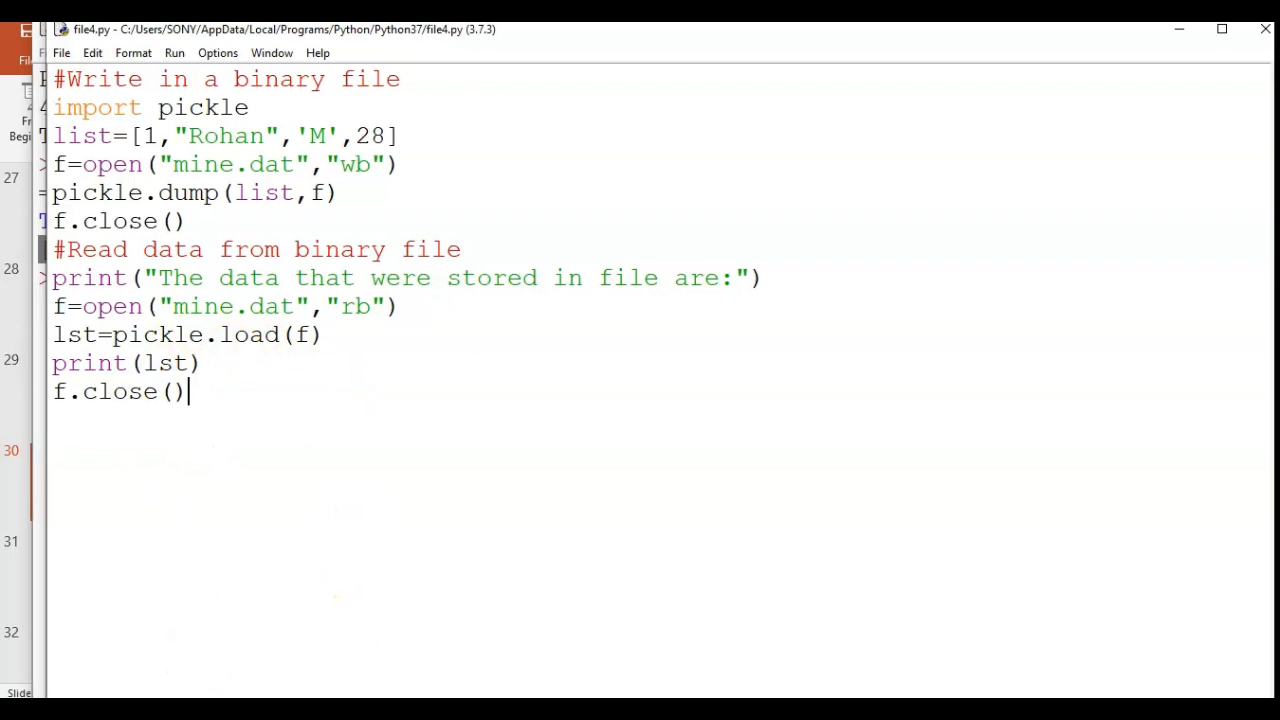 file4.py - C:/Users/SONY/AppData/Local/Programs/Python/Python37/file4.py (3.7.3)
File Edit Format Run Options Window Help
#Write in a binary file
import pickle
list=[1,"Rohan",'M',28]
f=open("mine.dat","wb")
pickle.dump(list,f)
f.close()
#Read data from binary file
print("The data that were stored in file are:")
f=open("mine.dat","rb")
lst=pickle.load(f)
print(lst)
f.close()
27
28
29
30
31
32
Slide